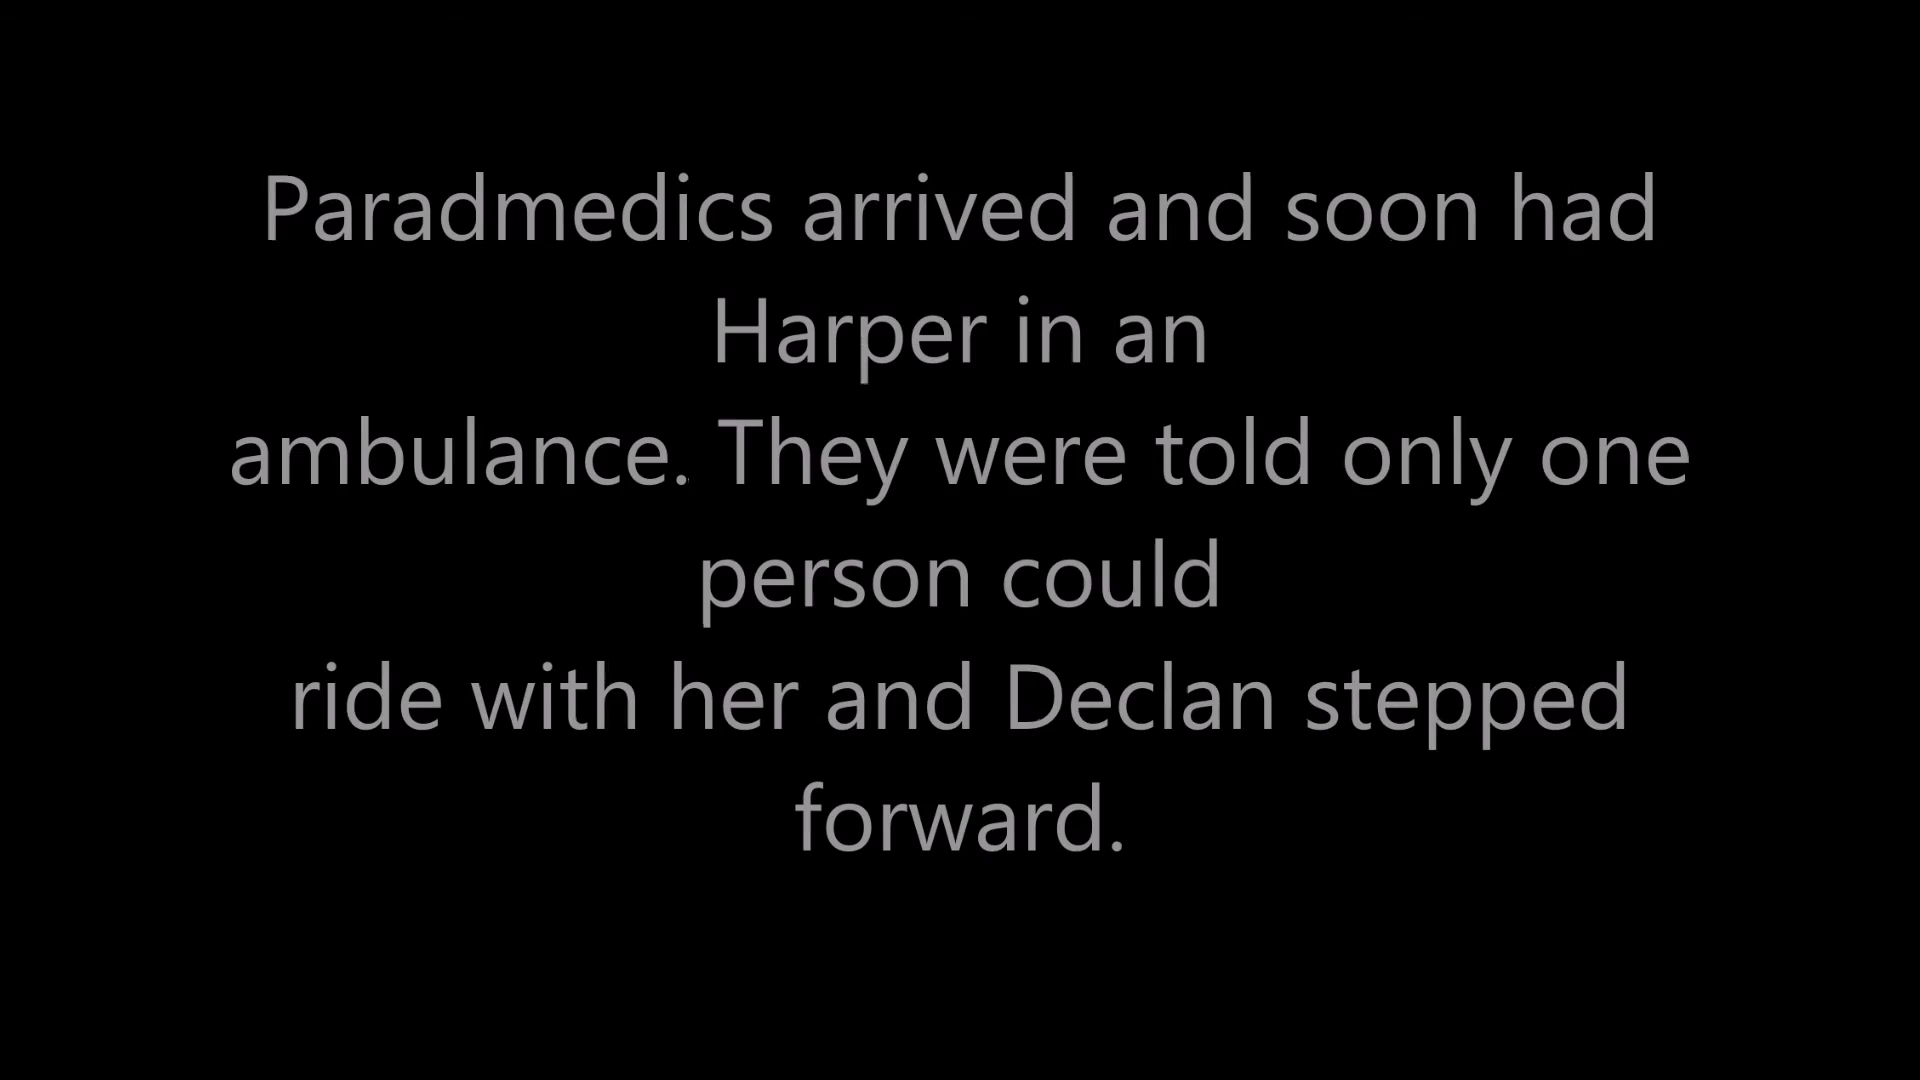 Paradmedics arrived and soon had
Harper in an
ambulance. They were told only one
person could
ride with her and Declan stepped
forward.